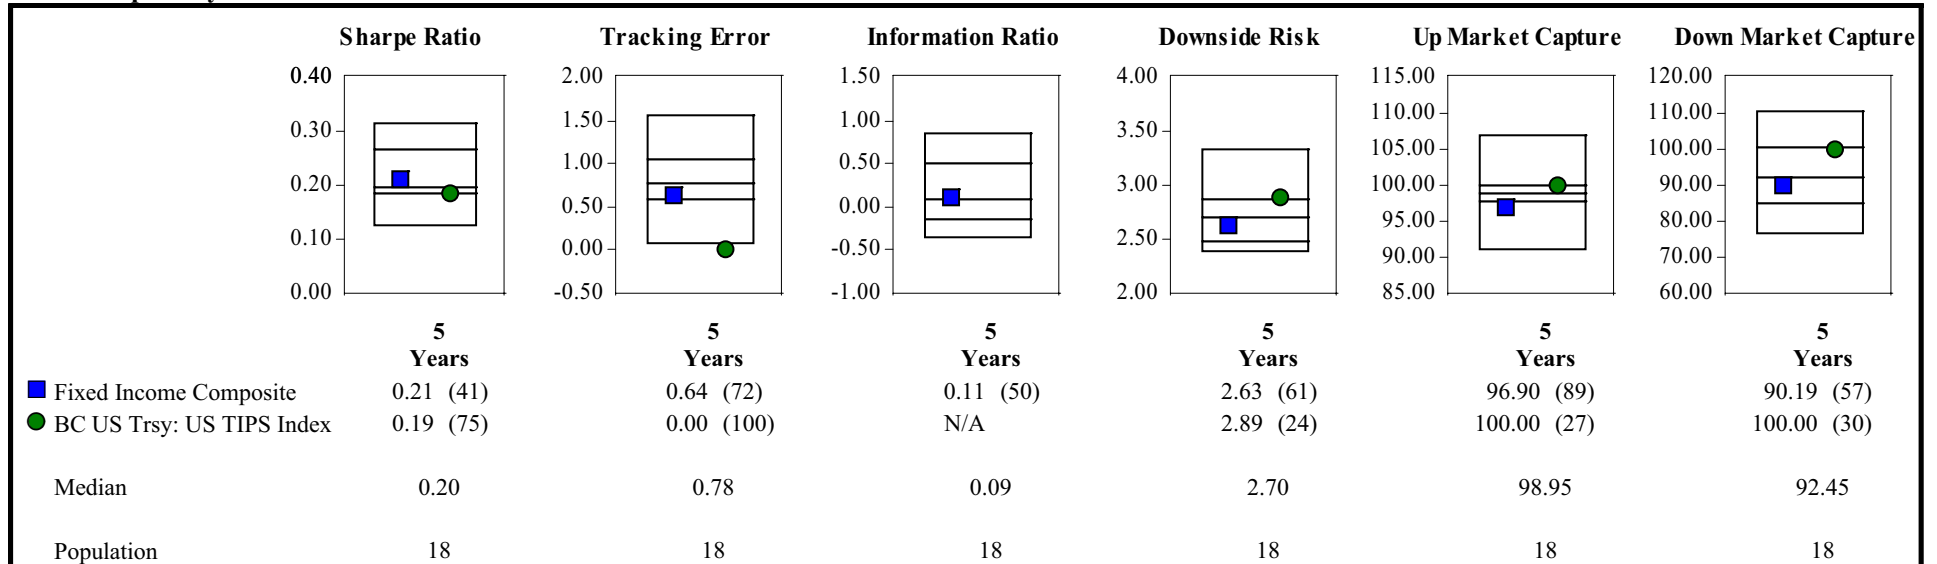 Sharpe Ratio Tracking Error Information Ratio Downside Risk Up Market Capture Down Market Capture
0.40 2.00 1.50 4.00 115.00 120.00
0.30 1.50 1.00 3.50 110.00 110.00
0.20 1.00 0.50 3.00 105.00 100.00
0.10 0.50 0.00 2.50 100.00 90.00
0.00 0.00 -0.50 2.00 95.00 80.00
-0.50 -1.00 90.00 70.00
85.00 60.00
5 5 5 5 5 5
Years Years Years Years Years Years
Fixed Income Composite 0.21 (41) 0.64 (72) 0.11 (50) 2.63 (61) 96.90 (89) 90.19 (57)
BC US Trsy: US TIPS Index 0.19 (75) 0.00 (100) N/A 2.89 (24) 100.00 (27) 100.00 (30)
Median 0.20 0.78 0.09 2.70 98.95 92.45
Population 18 18 18 18 18 18